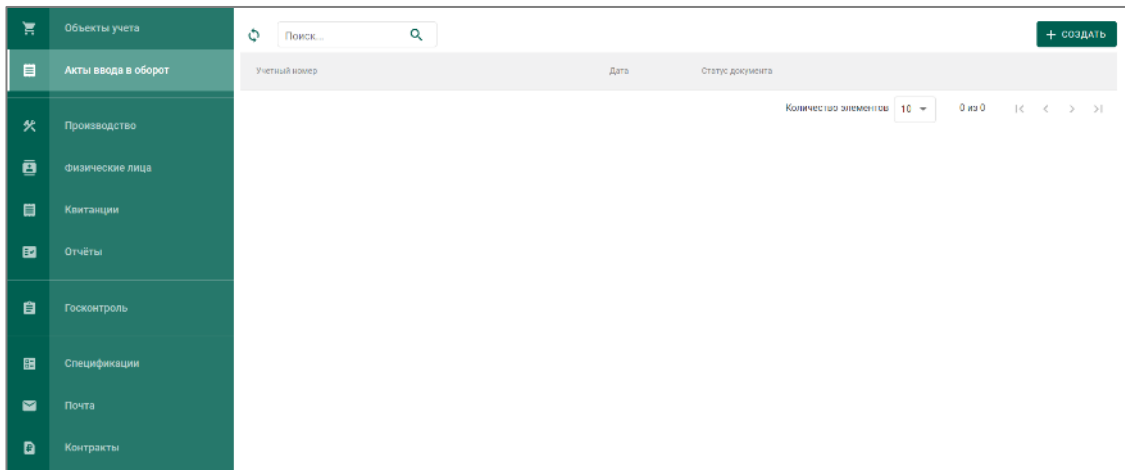 Объекты учета
Акты ввода в оборот
Производство
Физические лица
Квитанции
Отчёты
Госконтроль
Спецификации
Почта
Контракты
Поиск...
+ СОЗДАТЬ
Учетный номер Дата Статус документа
Количество элементов 10 0 из 0